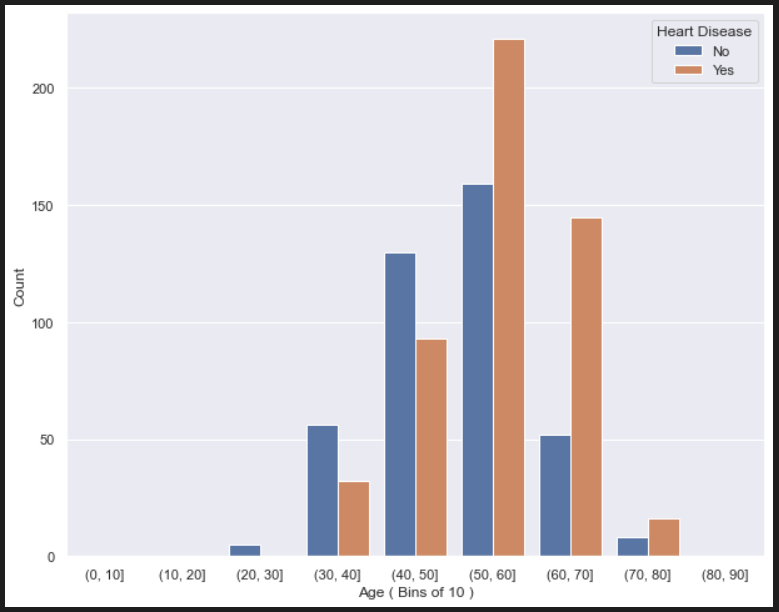 Heart Disease
No
Yes
200
150
100
50
0
Count
(0, 10] (10, 20] (20, 30] (30, 40] (40, 50] (50, 60] (60, 70] (70, 80] (80, 90]
Age ( Bins of 10 )